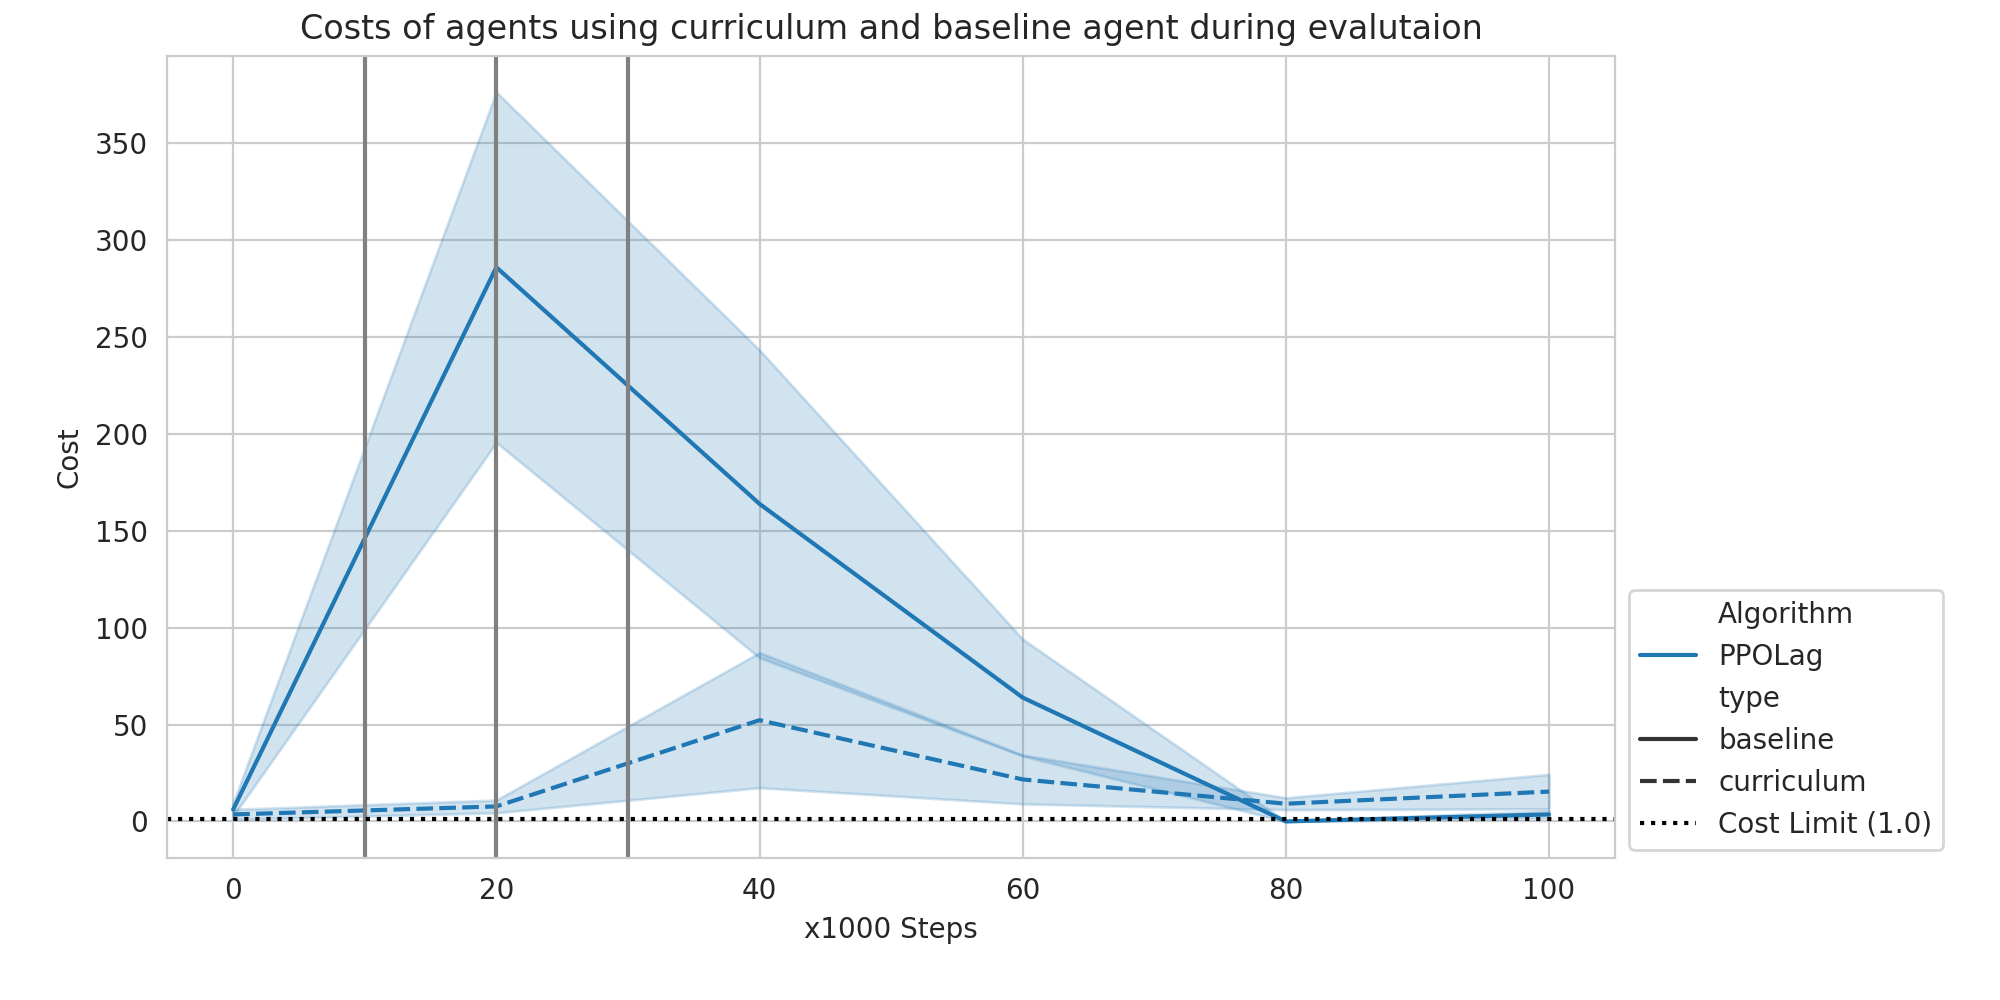 Costs of agents using curriculum and baseline agent during evalutaion
350
300
250
200
150
100
50
0
Cost
0 20 40 60 80 100
x1000 Steps
Algorithm
PPOLag
type
baseline
curriculum
Cost Limit (1.0)